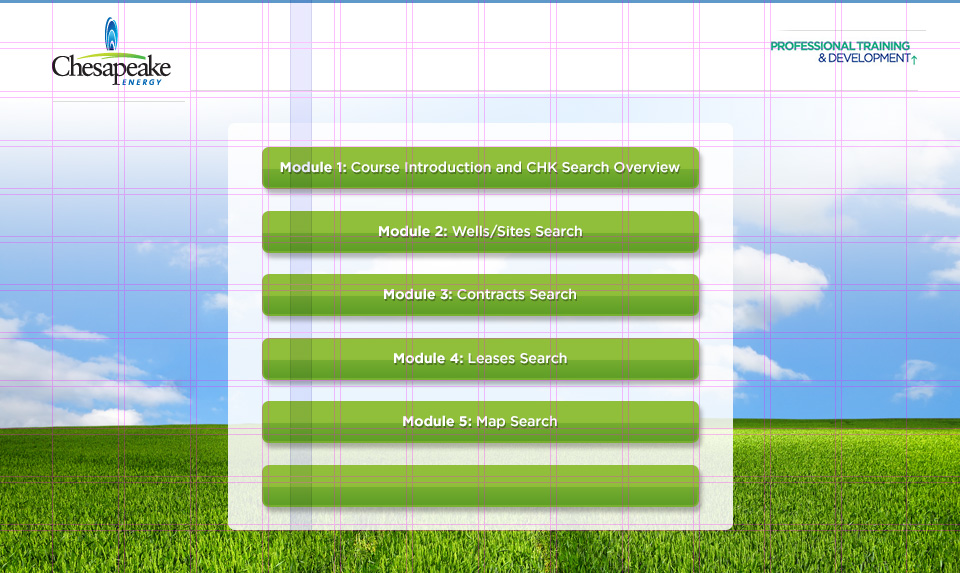 Chesapeake
ENERGY
PROFESSIONAL TRAINING
& DEVELOPMENT↑
Module 1: Course Introduction and CHK Search Overview
Module 2: Wells/Sites Search
Module 3: Contracts Search
Module 4: Leases Search
Module 5: Map Search